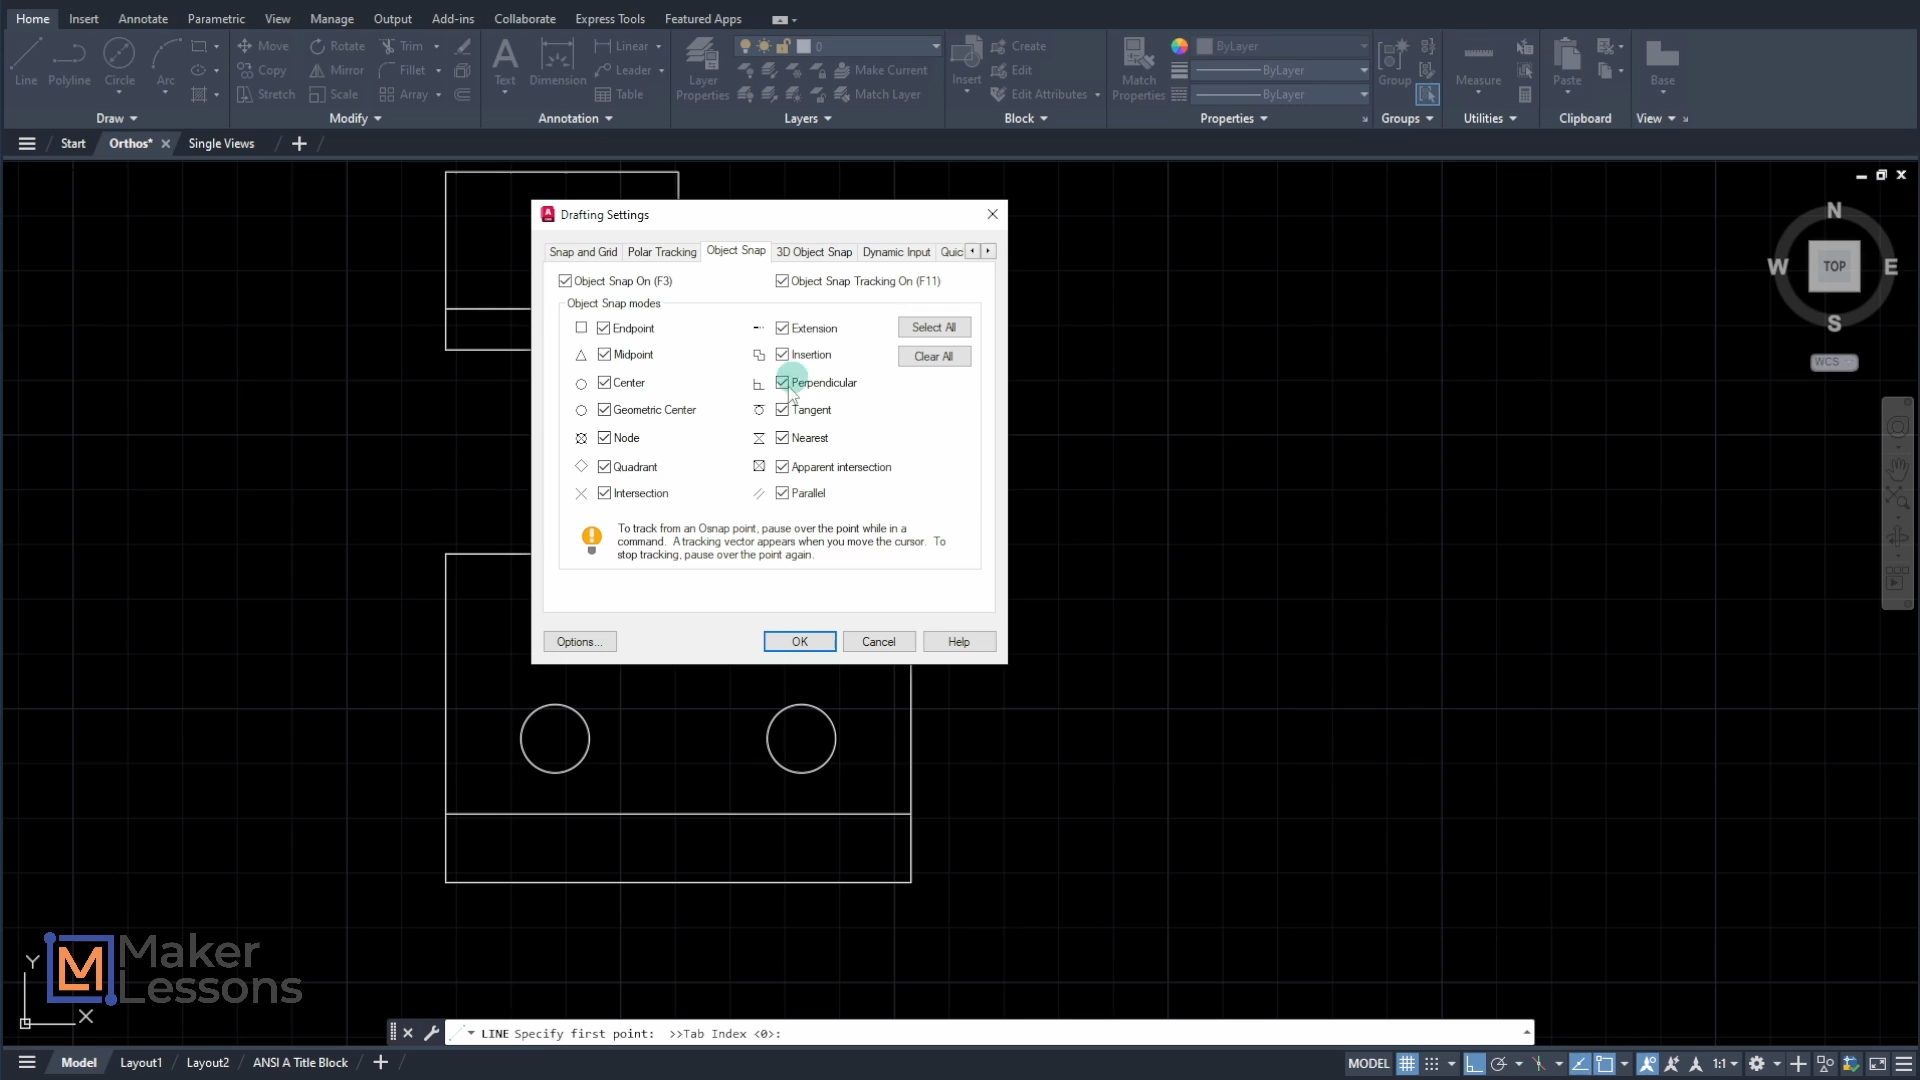 Home Insert Annotate Parametric View Manage Output Add-ins Collaborate Express Tools Featured Apps
Line Polyline Circle Arc
Move Rotate Trim
Copy Mirror Fillet
Stretch Scale Array
Text Dimension
Linear
Leader
Table
Layer
Properties
0
Make Current
Match Layer
Insert
Create
Edit
Edit Attributes
Match
Properties
ByLayer
ByLayer
ByLayer
Group
Measure
Paste
Base
Draw Modify Annotation Layers Block Properties Groups Utilities Clipboard View
Start Orthos* Single Views
Drafting Settings
Snap and Grid Polar Tracking Object Snap 3D Object Snap Dynamic Input Quic
Object Snap On (F3) Object Snap Tracking On (F11)
Object Snap modes
Endpoint Extension Select All
Midpoint Insertion Clear All
Center Perpendicular
Geometric Center Tangent
Node Nearest
Quadrant Apparent intersection
Intersection Parallel
To track from an Osnap point, pause over the point while in a
command. A tracking vector appears when you move the cursor. To
stop tracking, pause over the point again.
Options... OK Cancel Help
N
W TOP E
S
WCS
Maker
Lessons
M
Y
X
LINE Specify first point: >>Tab Index <0>:
Model Layout1 Layout2 ANSI A Title Block
MODEL 1:1